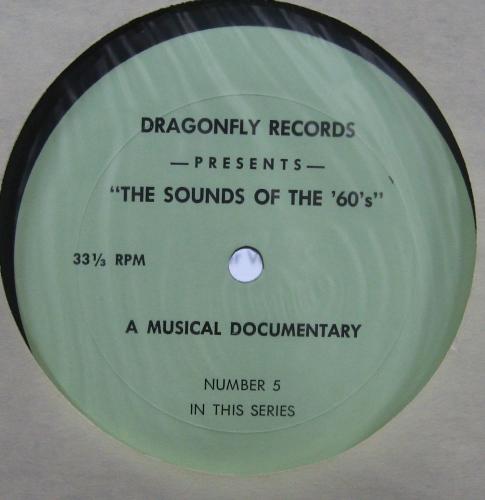 DRAGONFLY RECORDS
—PRESENTS—
“THE SOUNDS OF THE '60's”
33⅓ RPM
A MUSICAL DOCUMENTARY
NUMBER 5
IN THIS SERIES